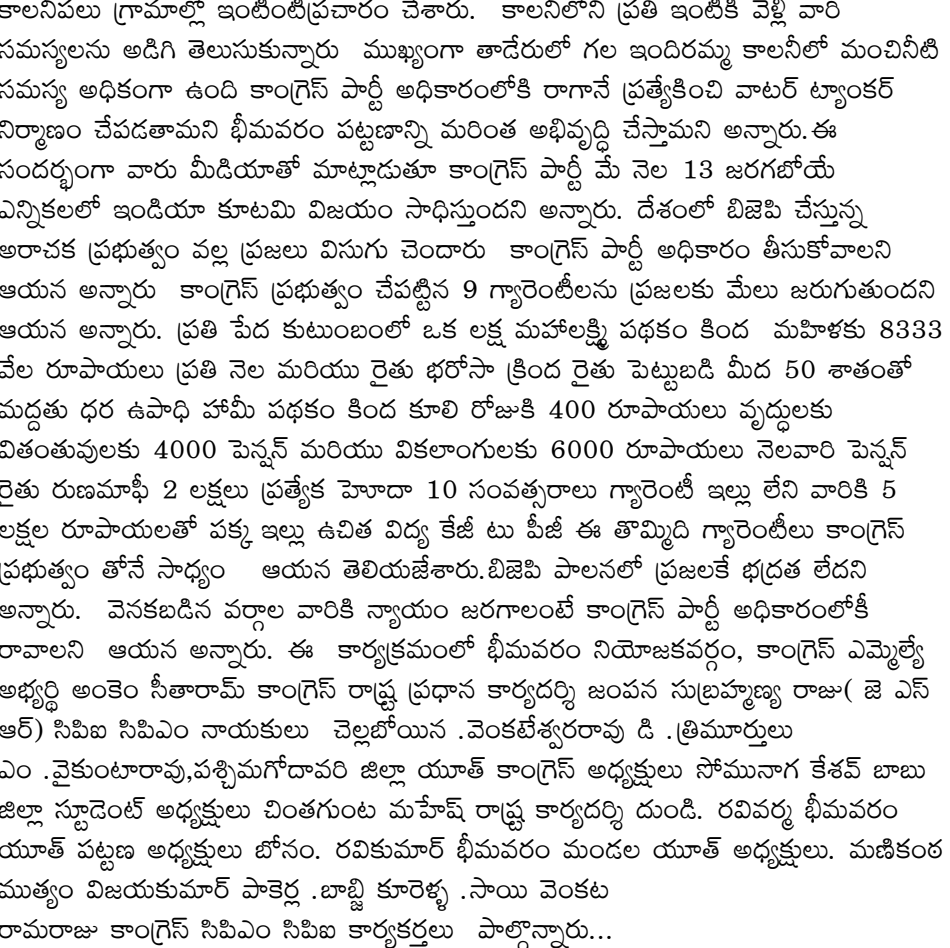 కాలనీపలు గ్రామాల్లో ఇంటింటిప్రచారం చేశారు. కాలనీలోని ప్రతి ఇంటికి వెళ్లి వారి
సమస్యలను అడిగి తెలుసుకున్నారు ముఖ్యంగా తాడేరులో గల ఇందిరమ్మ కాలనీలో మంచినీటి
సమస్య అధికంగా ఉంది కాంగ్రెస్ పార్టీ అధికారంలోకి రాగానే ప్రత్యేకించి వాటర్ ట్యాంకర్
నిర్మాణం చేపడతామని భీమవరం పట్టణాన్ని మరింత అభివృద్ధి చేస్తామని అన్నారు.ఈ
సందర్భంగా వారు మీడియాతో మాట్లాడుతూ కాంగ్రెస్ పార్టీ మే నెల 13 జరగబోయే
ఎన్నికలలో ఇండియా కూటమి విజయం సాధిస్తుందని అన్నారు. దేశంలో బిజెపి చేస్తున్న
అరాచక ప్రభుత్వం వల్ల ప్రజలు విసుగు చెందారు కాంగ్రెస్ పార్టీ అధికారం తీసుకోవాలని
ఆయన అన్నారు కాంగ్రెస్ ప్రభుత్వం చేపట్టిన 9 గ్యారెంటీలను ప్రజలకు మేలు జరుగుతుందని
ఆయన అన్నారు. ప్రతి పేద కుటుంబంలో ఒక లక్ష మహాలక్ష్మి పథకం కింద మహిళకు 8333
వేల రూపాయలు ప్రతి నెల మరియు రైతు భరోసా క్రింద రైతు పెట్టుబడి మీద 50 శాతంతో
మద్దతు ధర ఉపాధి హామీ పథకం కింద కూలి రోజుకి 400 రూపాయలు వృద్ధులకు
వితంతువులకు 4000 పెన్షన్ మరియు వికలాంగులకు 6000 రూపాయలు నెలవారి పెన్షన్
రైతు రుణమాఫీ 2 లక్షలు ప్రత్యేక హెూదా 10 సంవత్సరాలు గ్యారెంటీ ఇల్లు లేని వారికి 5
లక్షల రూపాయలతో పక్క ఇల్లు ఉచిత విద్య కేజీ టు పీజీ ఈ తొమ్మిది గ్యారెంటీలు కాంగ్రెస్
ప్రభుత్వం తోనే సాధ్యం ఆయన తెలియజేశారు.బిజెపి పాలనలో ప్రజలకే భద్రత లేదని
అన్నారు. వెనకబడిన వర్గాల వారికి న్యాయం జరగాలంటే కాంగ్రెస్ పార్టీ అధికారంలోకీ
రావాలని ఆయన అన్నారు. ఈ కార్యక్రమంలో భీమవరం నియోజకవర్గం, కాంగ్రెస్ ఎమ్మెల్యే
అభ్యర్థి అంకెం సీతారామ్ కాంగ్రెస్ రాష్ట్ర ప్రధాన కార్యదర్శి జంపన సుబ్రహ్మణ్య రాజు( జె ఎస్
ఆర్) సిపిఐ సిపిఎం నాయకులు చెల్లబోయిన .వెంకటేశ్వరరావు డి .త్రిమూర్తులు
ఎం .వైకుంటారావు,పశ్చిమగోదావరి జిల్లా యూత్ కాంగ్రెస్ అధ్యక్షులు సోమునాగ కేశవ్ బాబు
జిల్లా స్టూడెంట్ అధ్యక్షులు చింతగుంట మహేష్ రాష్ట్ర కార్యదర్శి దుండి. రవివర్మ భీమవరం
యూత్ పట్టణ అధ్యక్షులు బోనం. రవికుమార్ భీమవరం మండల యూత్ అధ్యక్షులు. మణికంఠ
ముత్యం విజయకుమార్ పాకెర్ల .బాబ్జి కూరెళ్ళ .సాయి వెంకట
రామరాజు కాంగ్రెస్ సిపిఎం సిపిఐ కార్యకర్తలు పాల్గొన్నారు...